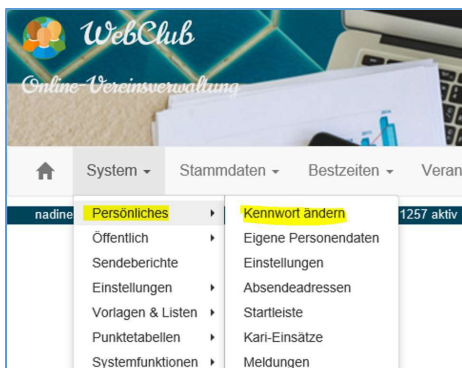 WebClub
Online-Vereinsverwaltung
System Stammdaten Bestzeiten Veran
nadine 1257 aktiv
Persönliches Kennwort ändern
Öffentlich Eigene Personendaten
Sendeberichte Einstellungen
Einstellungen Absendeadressen
Vorlagen & Listen Startleiste
Punktetabellen Kari-Einsätze
Systemfunktionen Meldungen